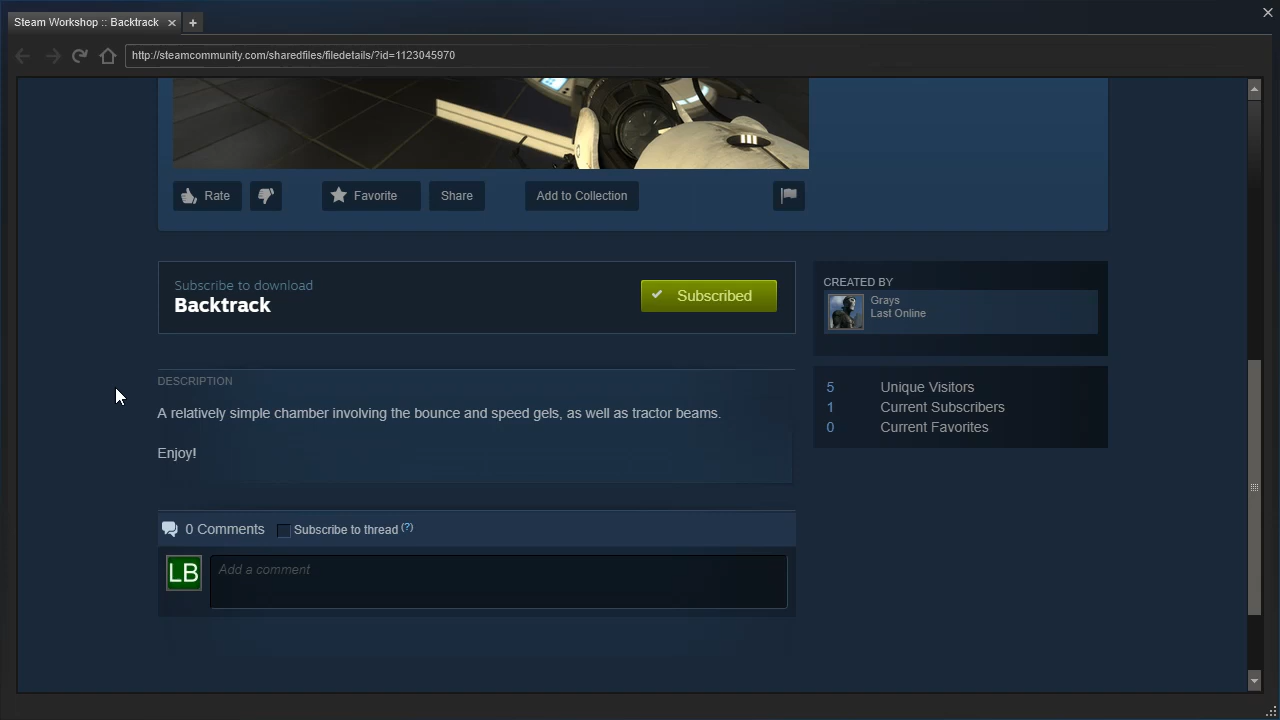 Steam Workshop :: Backtrack
http://steamcommunity.com/sharedfiles/filedetails/?id=1123045970
Rate
Favorite
Share
Add to Collection
Subscribe to download
Backtrack
Subscribed
CREATED BY
Grays
Last Online
5 Unique Visitors
1 Current Subscribers
0 Current Favorites
DESCRIPTION
A relatively simple chamber involving the bounce and speed gels, as well as tractor beams.
Enjoy!
0 Comments
Subscribe to thread (?)
LB
Add a comment